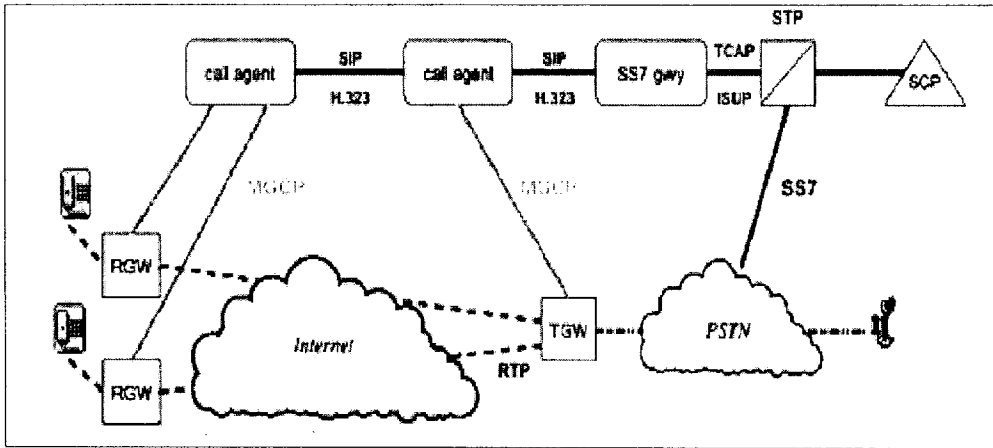 STP
call agent
SIP
H.323
call agent
SIP
H.323
SS7 gwy
TCAP
ISUP
SCP
MGCP
MGCP
SS7
RGW
RGW
Internet
TGW
RTP
PSTN